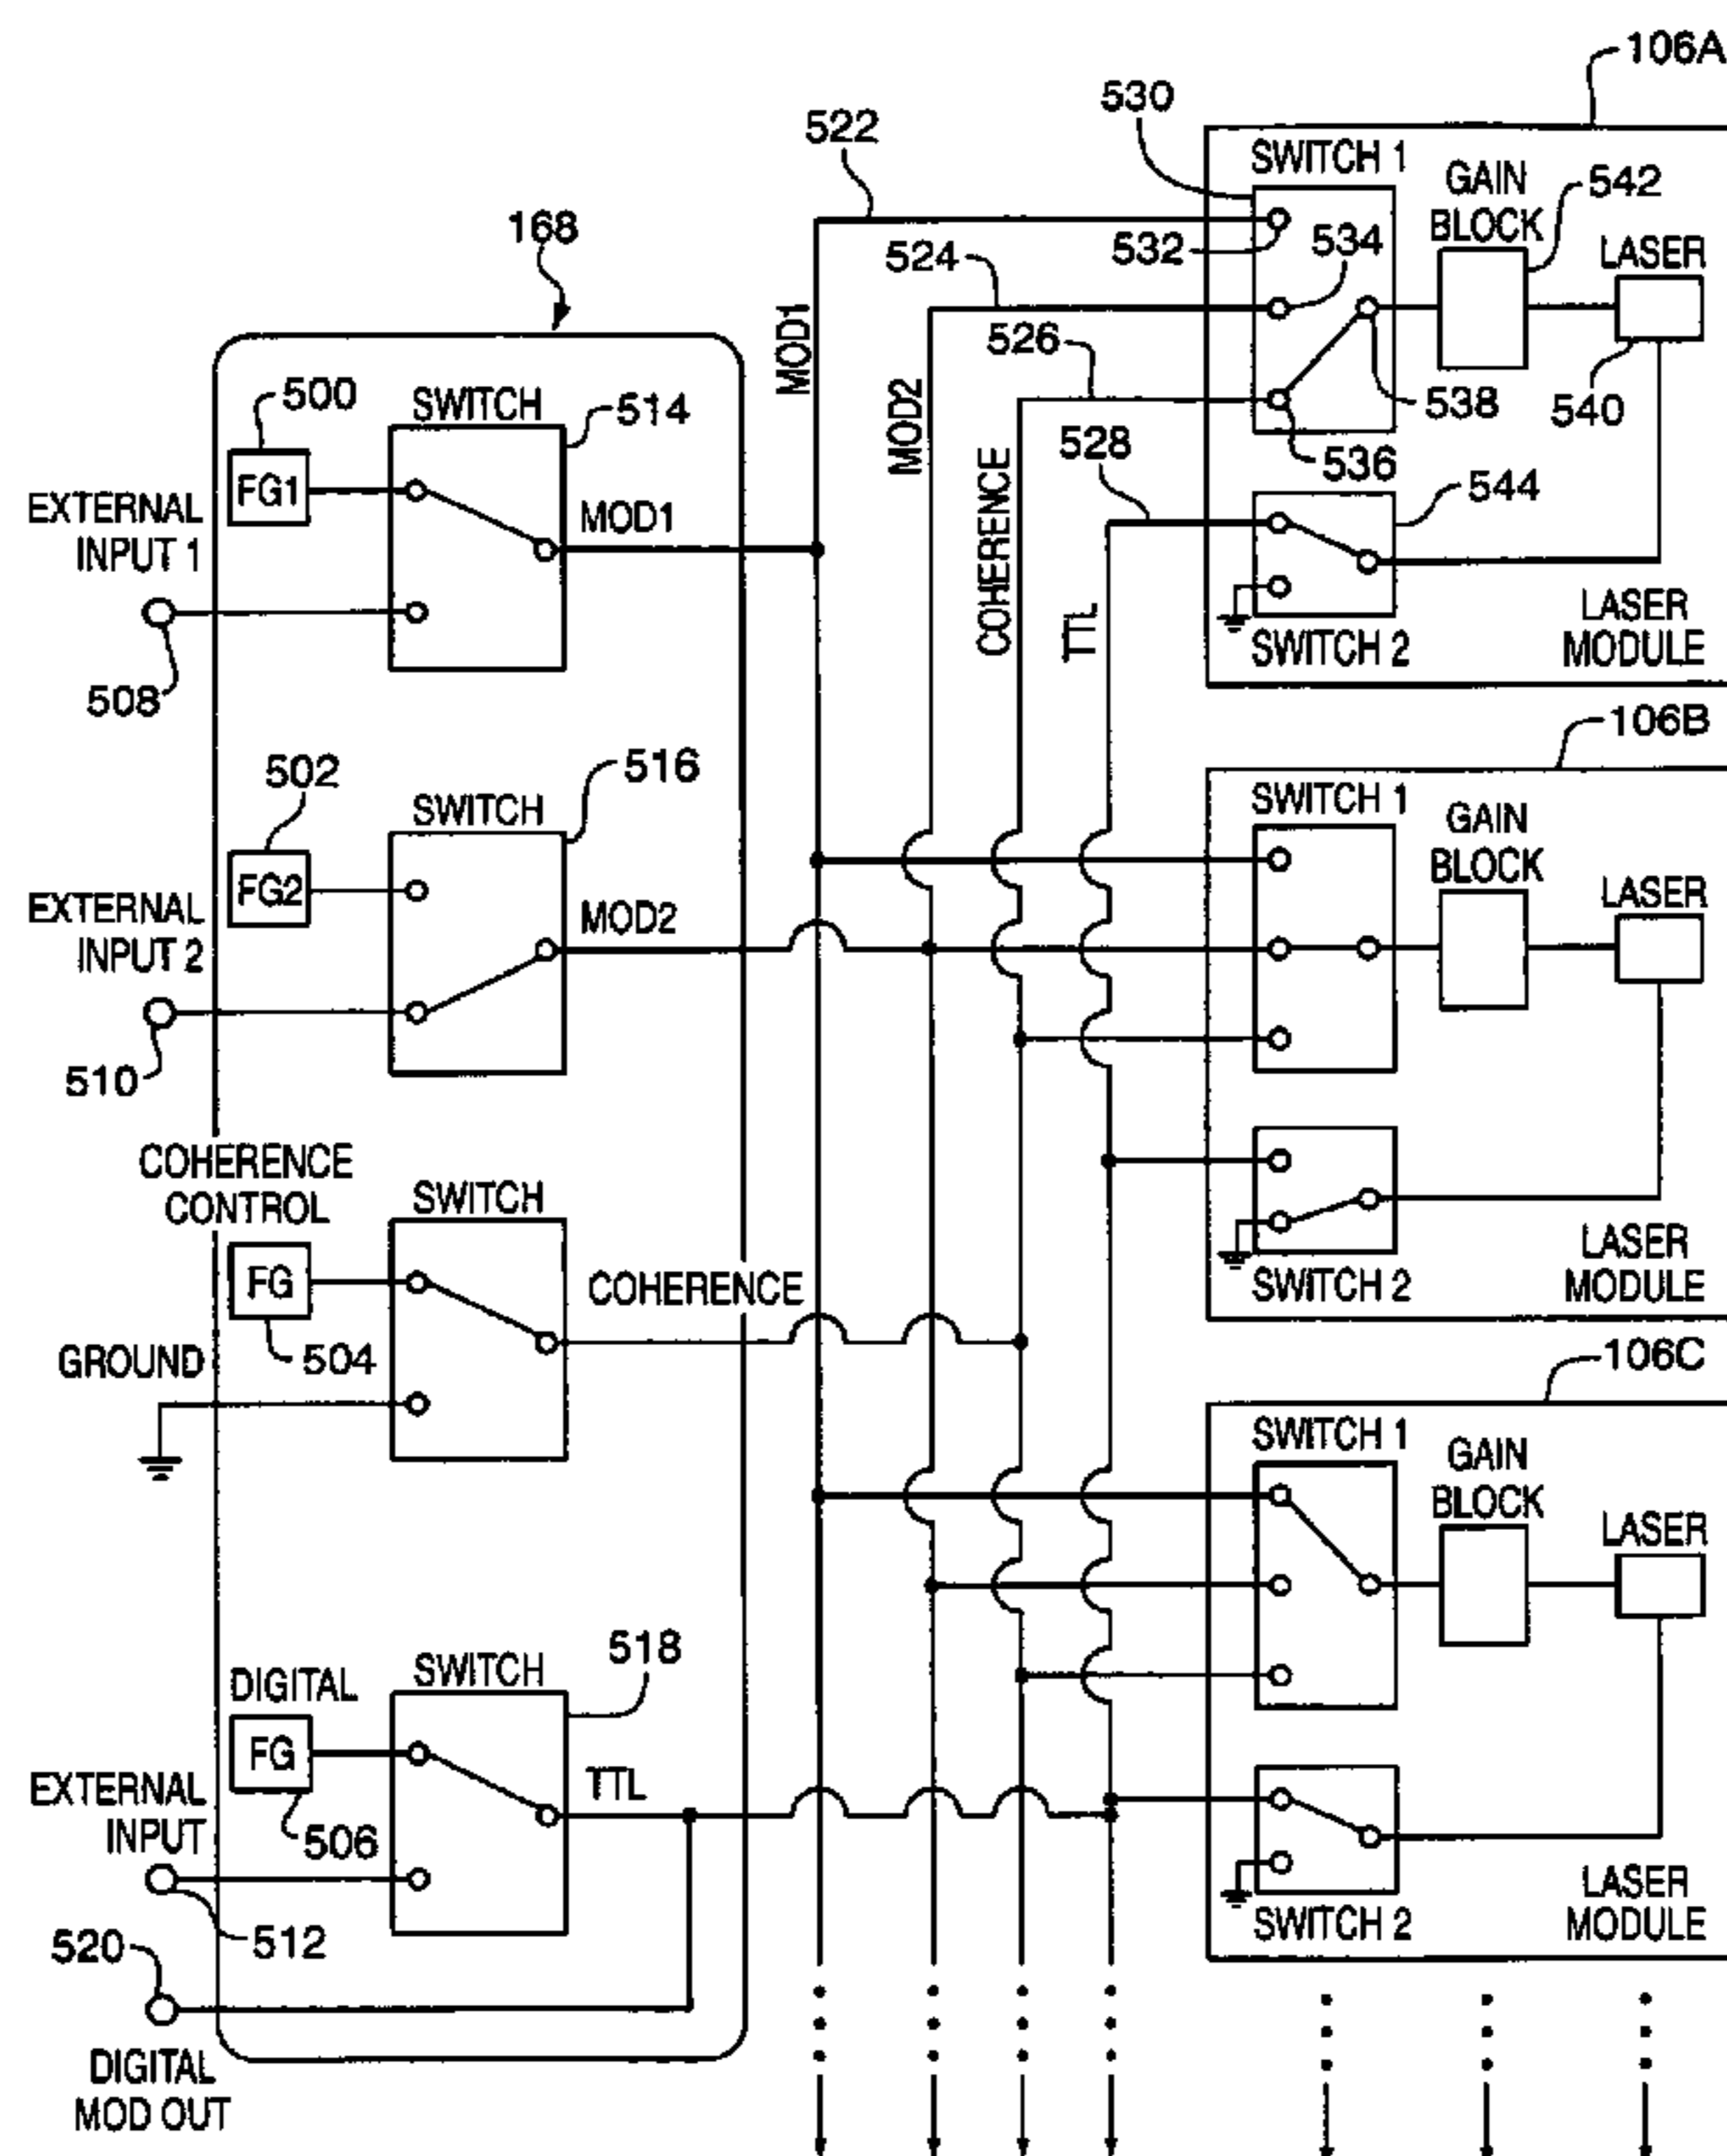 106A
530
522
SWITCH 1
GAIN
BLOCK
542
168
532
534
524
LASER
526
MOD1
MOD2
500
SWITCH
514
538
540
528
536
FG1
544
EXTERNAL
INPUT 1
MOD1
COHERENCE
TTL
LASER
MODULE
SWITCH 2
508
106B
502
516
SWITCH
SWITCH 1
GAIN
BLOCK
FG2
LASER
EXTERNAL
INPUT 2
MOD2
510
COHERENCE
CONTROL
SWITCH
FG
COHERENCE
LASER
MODULE
SWITCH 2
GROUND
504
106C
SWITCH 1
GAIN
BLOCK
LASER
518
DIGITAL
SWITCH
FG
TTL
EXTERNAL
INPUT
506
LASER
MODULE
SWITCH 2
512
520
DIGITAL
MOD OUT